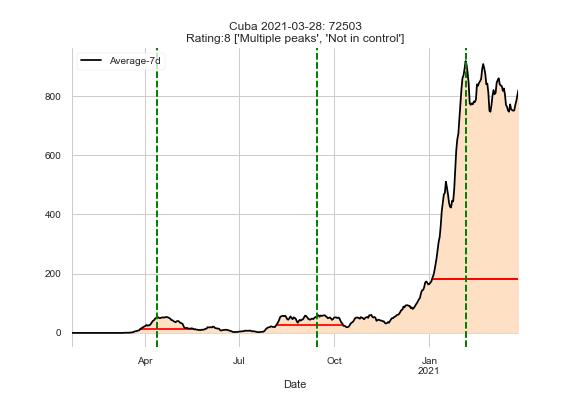 Cuba 2021-03-28: 72503
Rating:8 ['Multiple peaks', 'Not in control']
Average-7d
800
600
400
200
0
Apr
Jul
Oct
Jan
2021
Date